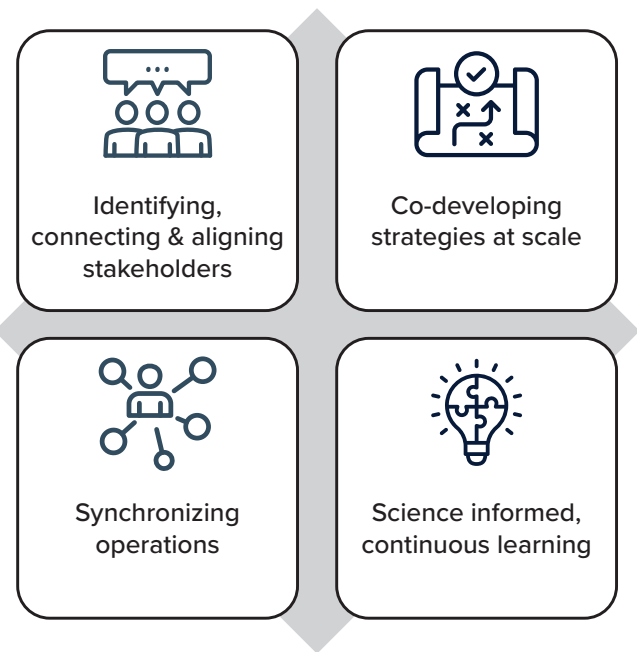 Identifying,
connecting & aligning
stakeholders
Co-developing
strategies at scale
Synchronizing
operations
Science informed,
continuous learning